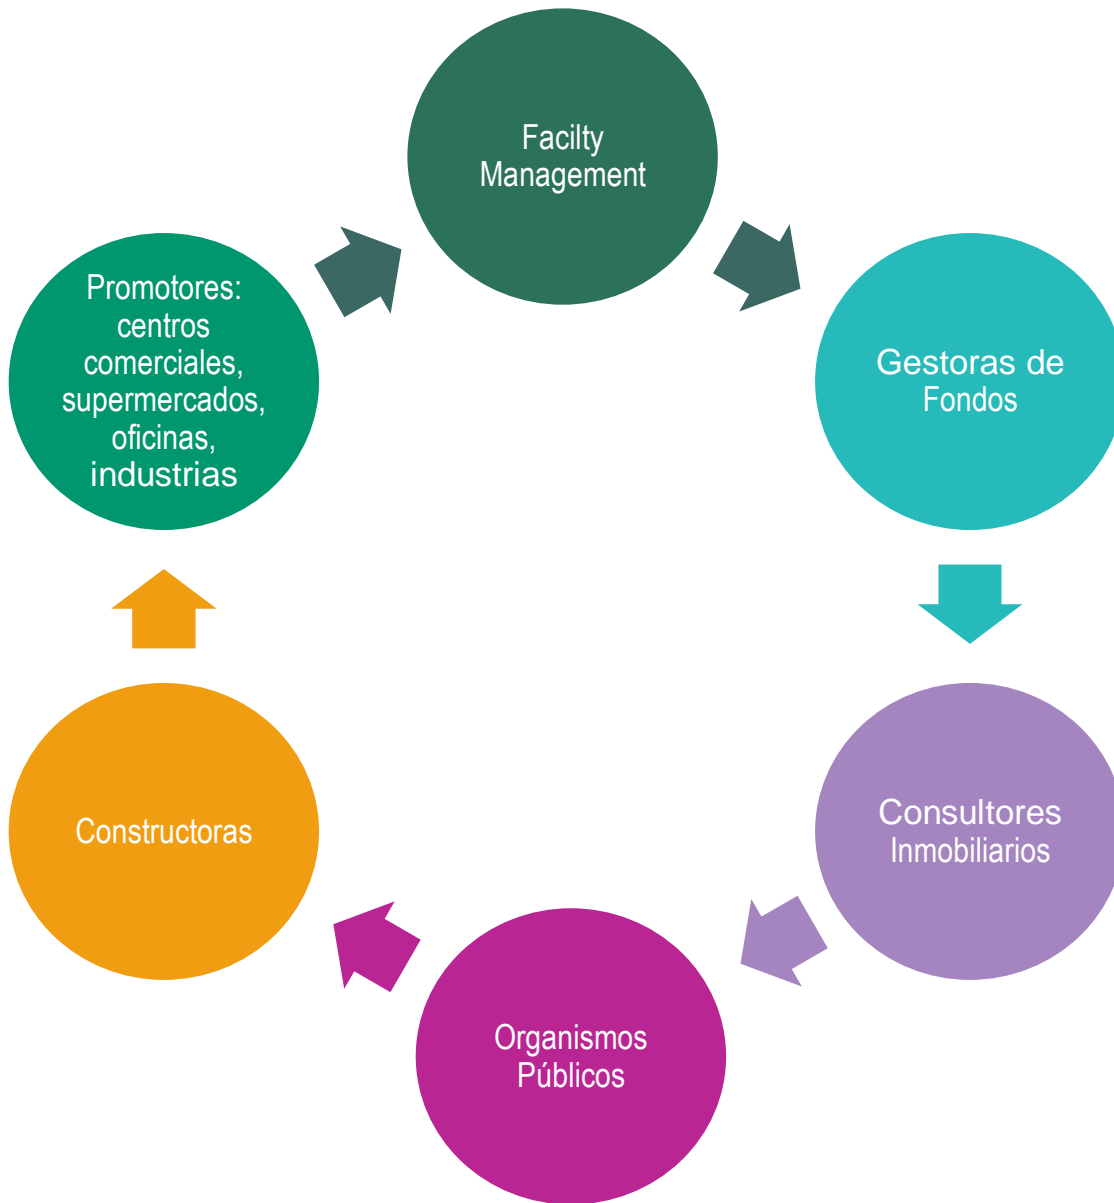 Facilty
Management
Gestoras de
Fondos
Consultores
Inmobiliarios
Organismos
Públicos
Constructoras
Promotores:
centros
comerciales,
supermercados,
oficinas,
industrias